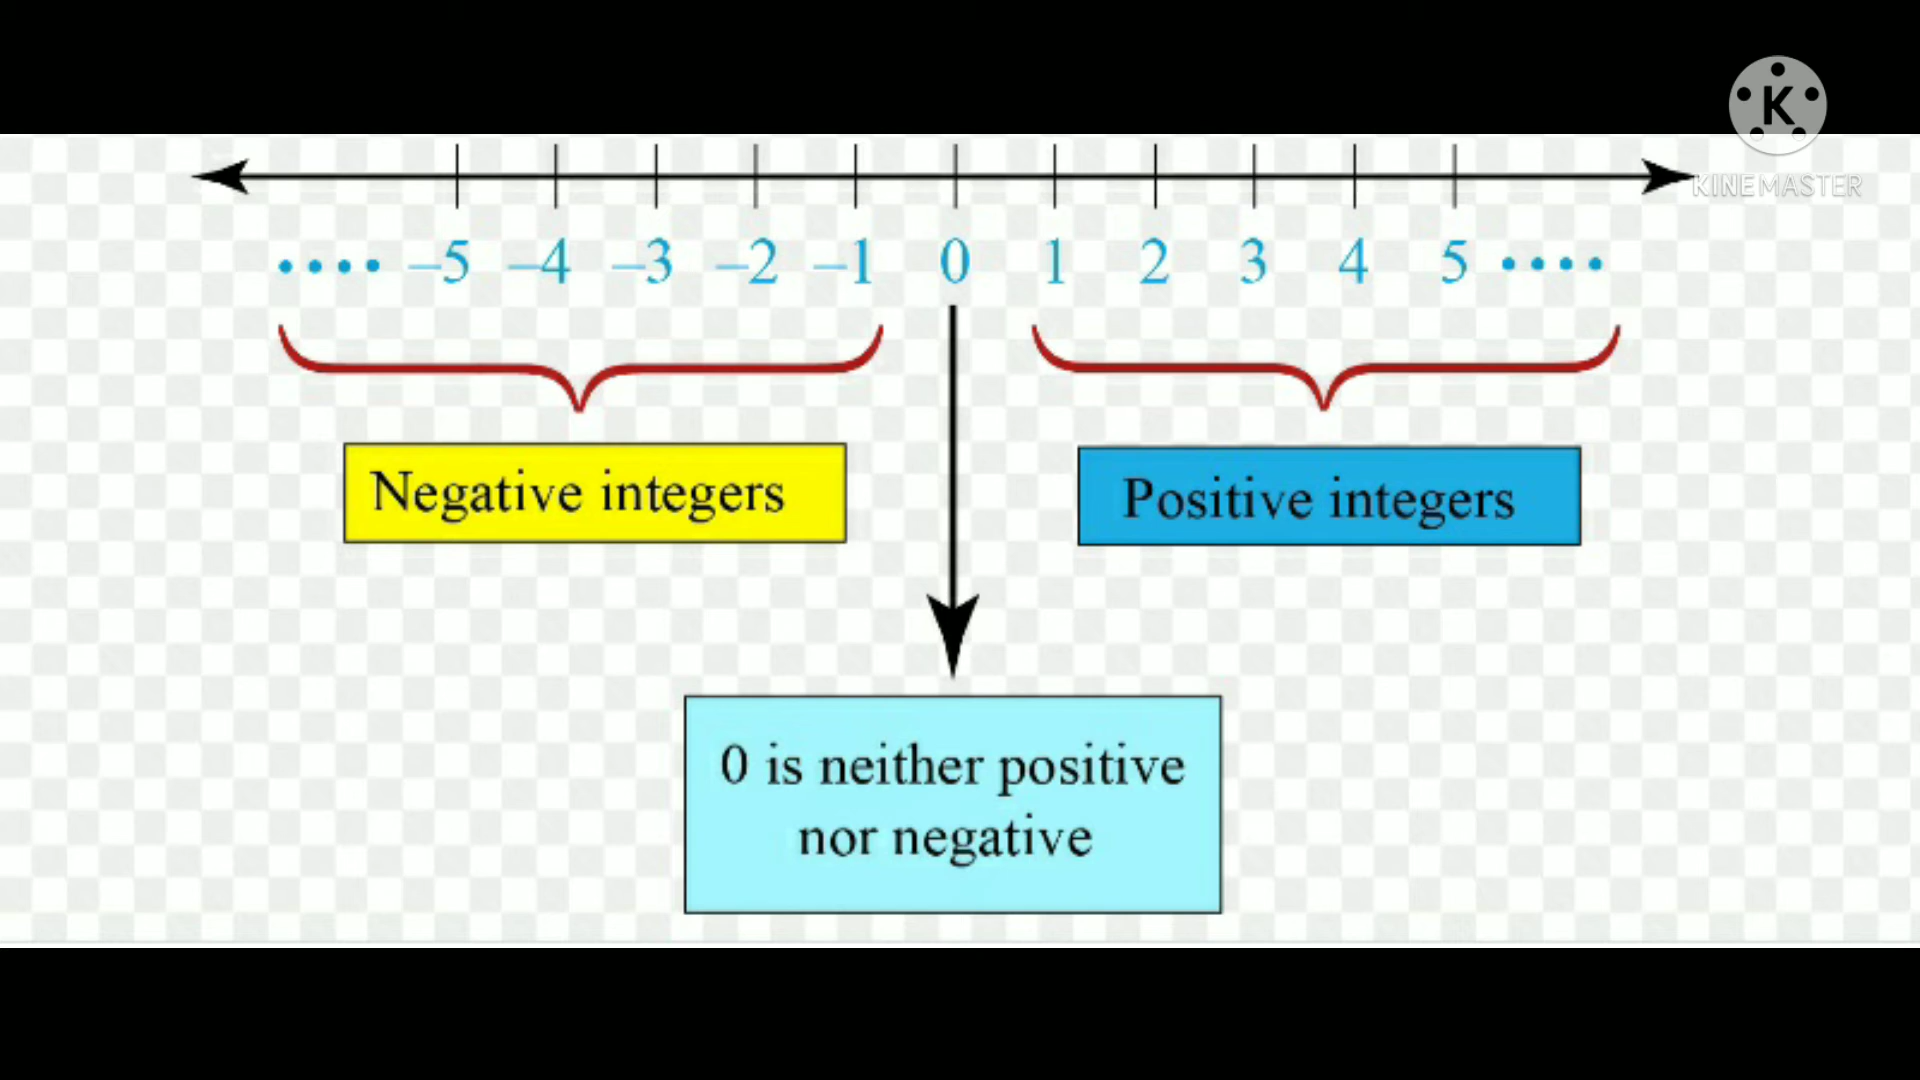 K
KINEMASTER
.... –5 –4 –3 –2 –1 0 1 2 3 4 5 ....
Negative integers
Positive integers
0 is neither positive
nor negative